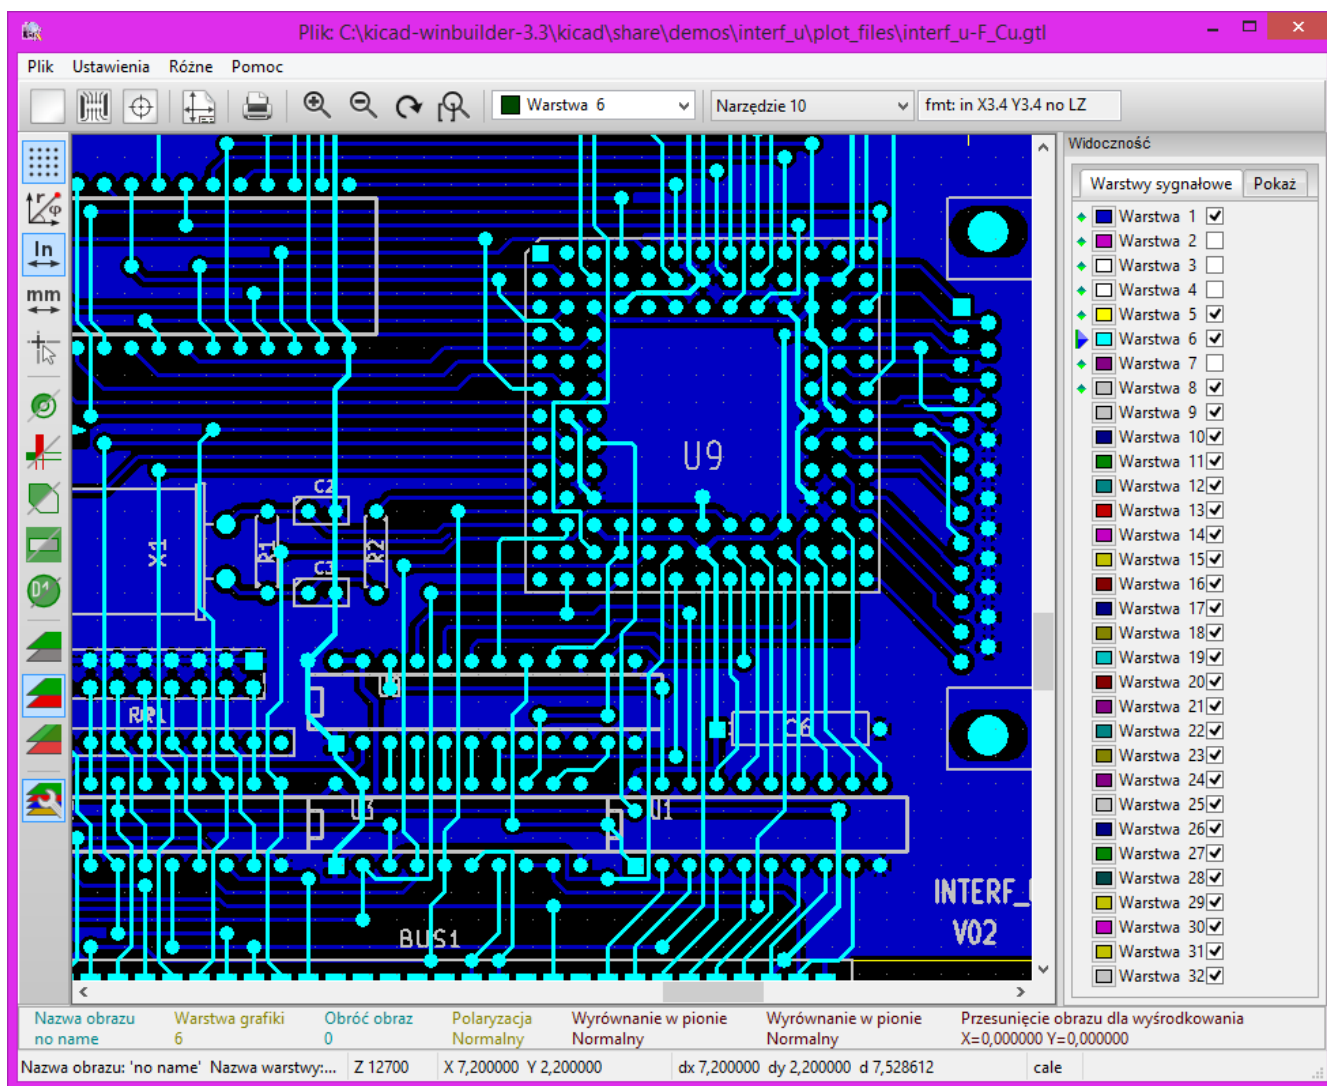 Plik: C:\kicad-winbuilder-3.3\kicad\share\demos\interf_u\plot_files\interf_u-F_Cu.gtl
Plik Ustawienia Różne Pomoc
Warstwa 6 Narzędzie 10 fmt: in X3.4 Y3.4 no LZ
In
mm
Widoczność
Warstwy sygnałowe Pokaż
Warstwa 1
Warstwa 2
Warstwa 3
Warstwa 4
Warstwa 5
Warstwa 6
Warstwa 7
Warstwa 8
Warstwa 9
Warstwa 10
Warstwa 11
Warstwa 12
Warstwa 13
Warstwa 14
Warstwa 15
Warstwa 16
Warstwa 17
Warstwa 18
Warstwa 19
Warstwa 20
Warstwa 21
Warstwa 22
Warstwa 23
Warstwa 24
Warstwa 25
Warstwa 26
Warstwa 27
Warstwa 28
Warstwa 29
Warstwa 30
Warstwa 31
Warstwa 32
U9
C2
X1 R1 R2
C3
RR1
C6
U3 U1
INTERF_
V02
BUS1
Nazwa obrazu Warstwa grafiki Obróć obraz Polaryzacja Wyrównanie w pionie Wyrównanie w pionie Przesunięcie obrazu dla wyśrodkowania
no name 6 0 Normalny Normalny Normalny X=0,000000 Y=0,000000
Nazwa obrazu: 'no name' Nazwa warstwy:... Z 12700 X 7,200000 Y 2,200000 dx 7,200000 dy 2,200000 d 7,528612 cale